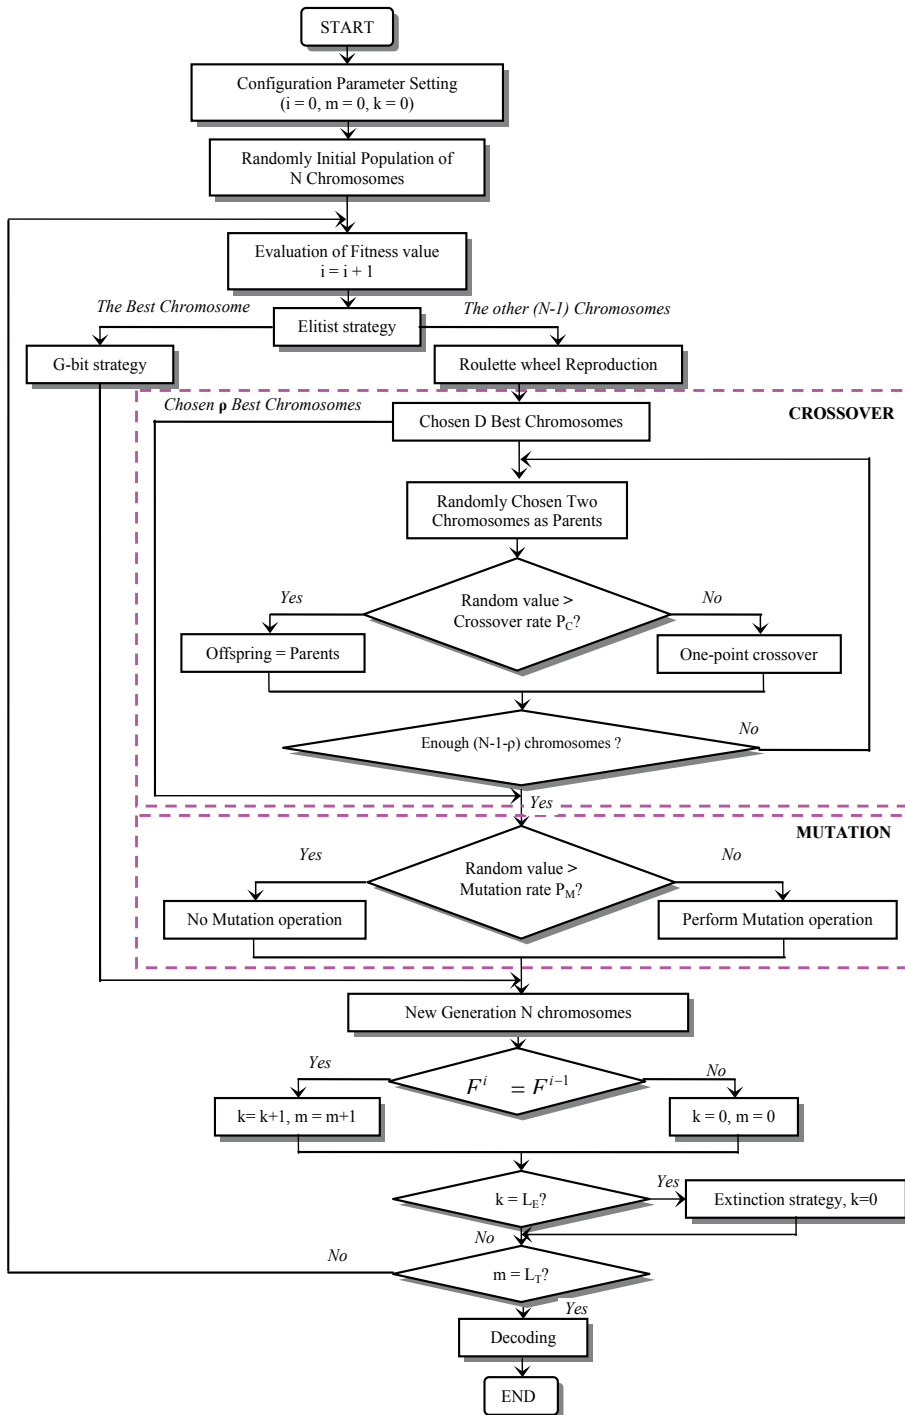 START
Configuration Parameter Setting
(i = 0, m = 0, k = 0)
Randomly Initial Population of
N Chromosomes
Evaluation of Fitness value
i = i + 1
The Best Chromosome
Elitist strategy
The other (N-1) Chromosomes
G-bit strategy
Roulette wheel Reproduction
Chosen ρ Best Chromosomes
Chosen D Best Chromosomes
CROSSOVER
Randomly Chosen Two
Chromosomes as Parents
Yes
Random value >
Crossover rate P_C?
No
Offspring = Parents
One-point crossover
Enough (N-1-ρ) chromosomes ?
No
Yes
MUTATION
Yes
Random value >
Mutation rate P_M?
No
No Mutation operation
Perform Mutation operation
New Generation N chromosomes
Yes
F^i = F^{i-1}
No
k= k+1, m = m+1
k = 0, m = 0
k = L_E?
Yes
Extinction strategy, k=0
No
No
m = L_T?
Yes
Decoding
END